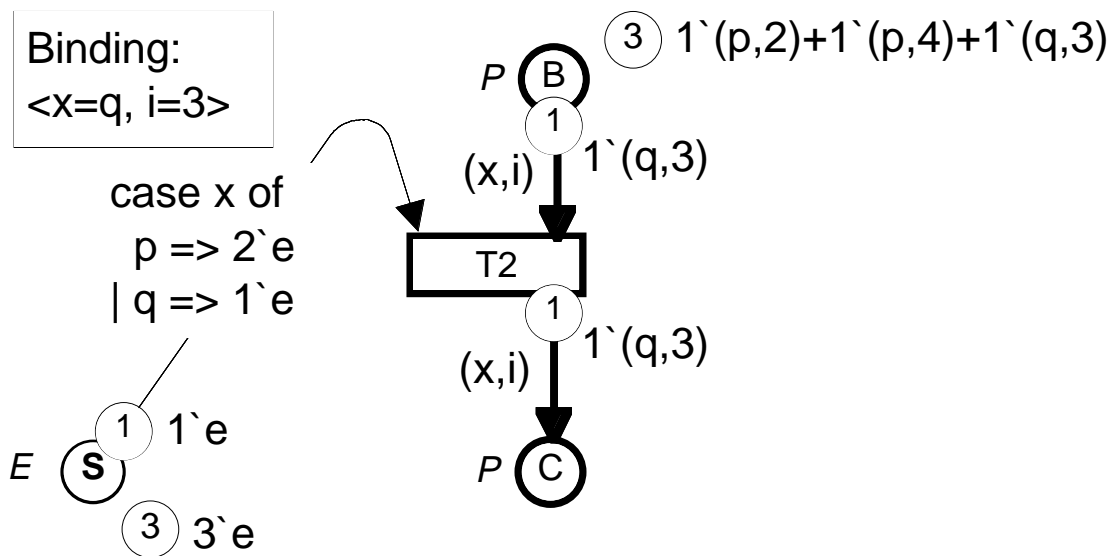 Binding:
<x=q, i=3>
3 1`(p,2)+1`(p,4)+1`(q,3)
P B
1
(x,i) 1`(q,3)
case x of
p => 2`e
| q => 1`e
T2
1
(x,i) 1`(q,3)
1 1`e
E S
P C
3 3`e